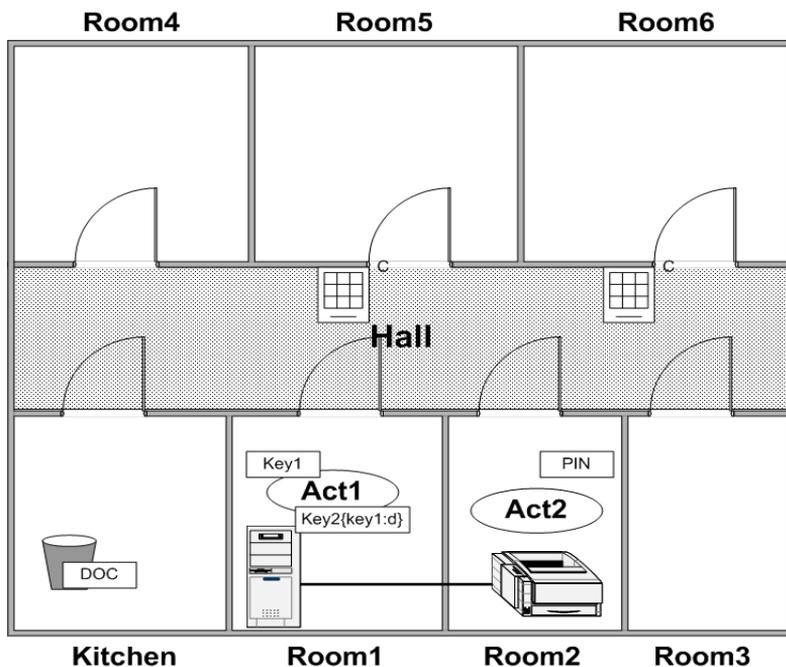 Room4
Room5
Room6
C
C
Hall
Key1
Act1
Key2{key1:d}
PIN
Act2
DOC
Kitchen
Room1
Room2
Room3